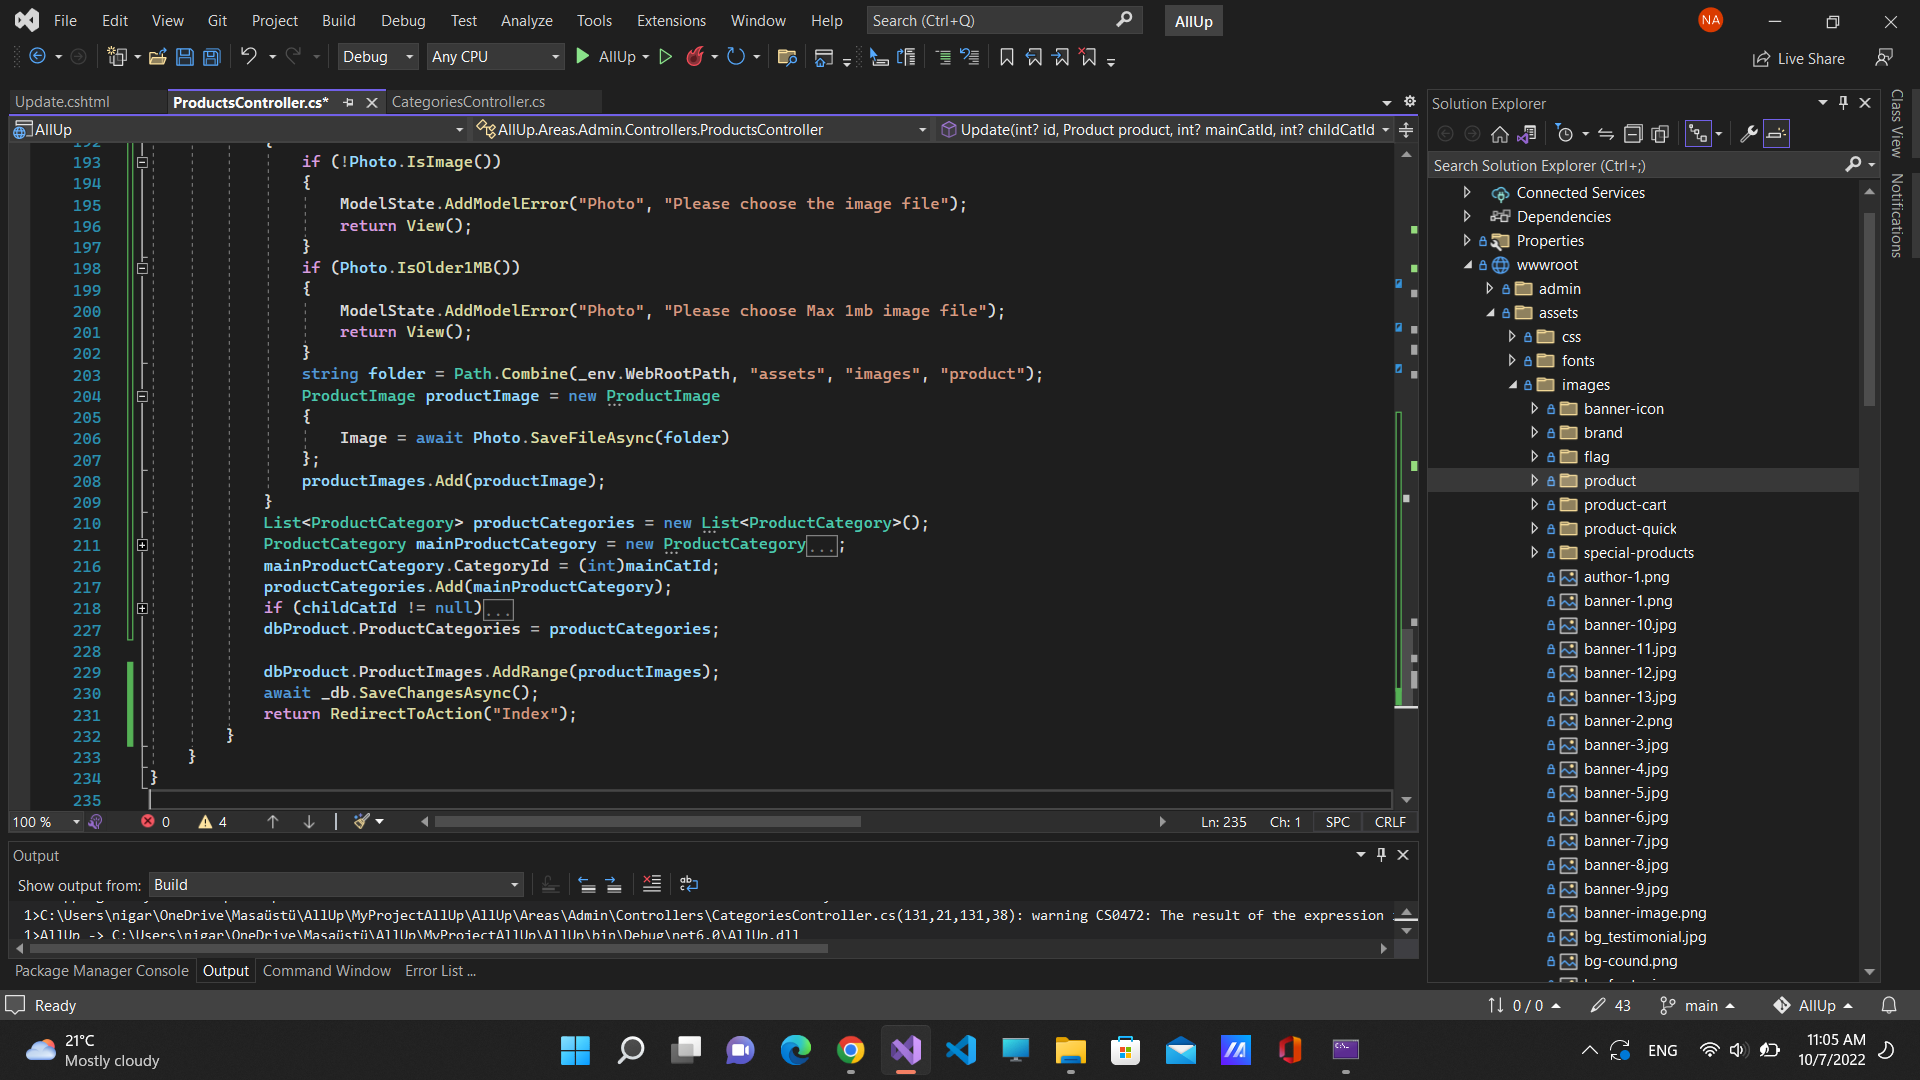 File Edit View Git Project Build Debug Test Analyze Tools Extensions Window Help Search (Ctrl+Q) AllUp NA
Debug Any CPU AllUp Live Share
Update.cshtml ProductsController.cs* CategoriesController.cs
AllUp AllUp.Areas.Admin.Controllers.ProductsController Update(int? id, Product product, int? mainCatId, int? childCatId
192 {
193 if (!Photo.IsImage())
194 {
195 ModelState.AddModelError("Photo", "Please choose the image file");
196 return View();
197 }
198 if (Photo.IsOlder1MB())
199 {
200 ModelState.AddModelError("Photo", "Please choose Max 1mb image file");
201 return View();
202 }
203 string folder = Path.Combine(_env.WebRootPath, "assets", "images", "product");
204 ProductImage productImage = new ProductImage
205 {
206 Image = await Photo.SaveFileAsync(folder)
207 };
208 productImages.Add(productImage);
209 }
210 List<ProductCategory> productCategories = new List<ProductCategory>();
211 ProductCategory mainProductCategory = new ProductCategory...;
216 mainProductCategory.CategoryId = (int)mainCatId;
217 productCategories.Add(mainProductCategory);
218 if (childCatId != null)...
227 dbProduct.ProductCategories = productCategories;
228
229 dbProduct.ProductImages.AddRange(productImages);
230 await _db.SaveChangesAsync();
231 return RedirectToAction("Index");
232 }
233 }
234 }
235
100 % 0 4 Ln: 235 Ch: 1 SPC CRLF
Output
Show output from: Build
1>C:\Users\nigar\OneDrive\Masaüstü\AllUp\MyProjectAllUp\AllUp\Areas\Admin\Controllers\CategoriesController.cs(131,21,131,38): warning CS0472: The result of the expression
1>AllUp -> C:\Users\nigar\OneDrive\Masaüstü\AllUp\MyProjectAllUp\AllUp\bin\Debug\net6.0\AllUp.dll
Package Manager Console Output Command Window Error List ...
Solution Explorer
Search Solution Explorer (Ctrl+;)
Connected Services
Dependencies
Properties
wwwroot
admin
assets
css
fonts
images
banner-icon
brand
flag
product
product-cart
product-quick
special-products
author-1.png
banner-1.png
banner-10.jpg
banner-11.jpg
banner-12.jpg
banner-13.jpg
banner-2.png
banner-3.jpg
banner-4.jpg
banner-5.jpg
banner-6.jpg
banner-7.jpg
banner-8.jpg
banner-9.jpg
banner-image.png
bg_testimonial.jpg
bg-cound.png
Class View
Notifications
Ready 0 / 0 43 main AllUp
21°C
Mostly cloudy
ENG
11:05 AM
10/7/2022